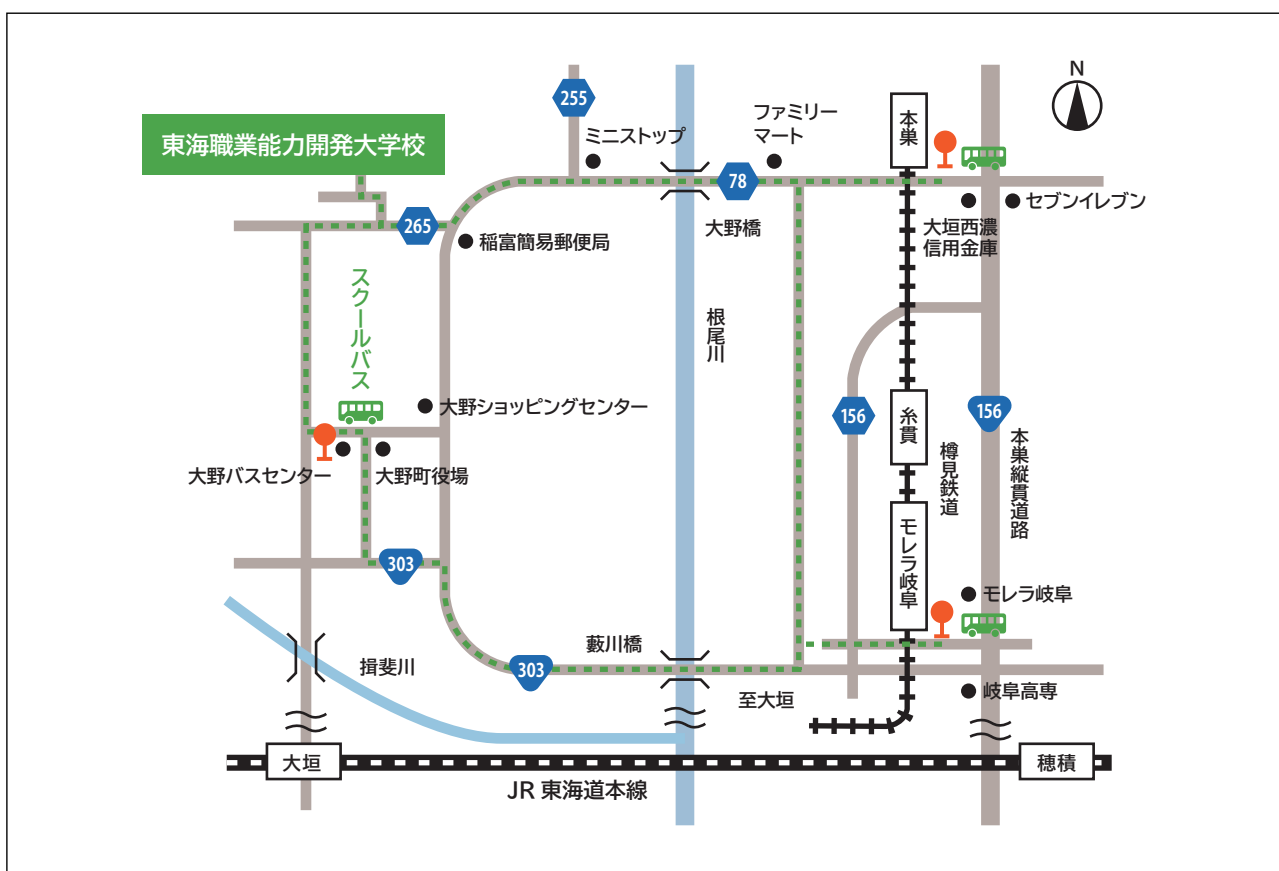 N
255
ファミリー
マート
本巣
東海職業能力開発大学校
ミニストップ
78
265
大野橋
セブンイレブン
大垣西濃
信用金庫
稲富簡易郵便局
スクールバス
根尾川
大野ショッピングセンター
156
糸貫
156
樽見鉄道
本巣縦貫道路
大野バスセンター
大野町役場
303
モレラ岐阜
モレラ岐阜
藪川橋
揖斐川
303
至大垣
岐阜高専
大垣
穂積
JR 東海道本線